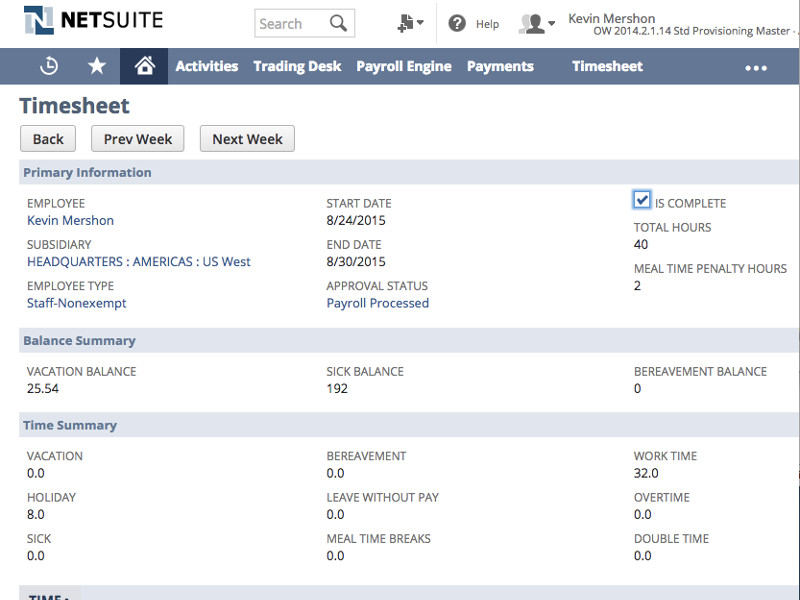 NETSUITE
Search
Help
Kevin Mershon
OW 2014.2.1.14 Std Provisioning Master -
Activities Trading Desk Payroll Engine Payments Timesheet
Timesheet
Back Prev Week Next Week
Primary Information
EMPLOYEE START DATE IS COMPLETE
Kevin Mershon 8/24/2015
TOTAL HOURS
SUBSIDIARY END DATE 40
HEADQUARTERS : AMERICAS : US West 8/30/2015
MEAL TIME PENALTY HOURS
EMPLOYEE TYPE APPROVAL STATUS 2
Staff-Nonexempt Payroll Processed
Balance Summary
VACATION BALANCE SICK BALANCE BEREAVEMENT BALANCE
25.54 192 0
Time Summary
VACATION BEREAVEMENT WORK TIME
0.0 0.0 32.0
HOLIDAY LEAVE WITHOUT PAY OVERTIME
8.0 0.0 0.0
SICK MEAL TIME BREAKS DOUBLE TIME
0.0 0.0 0.0
TIME